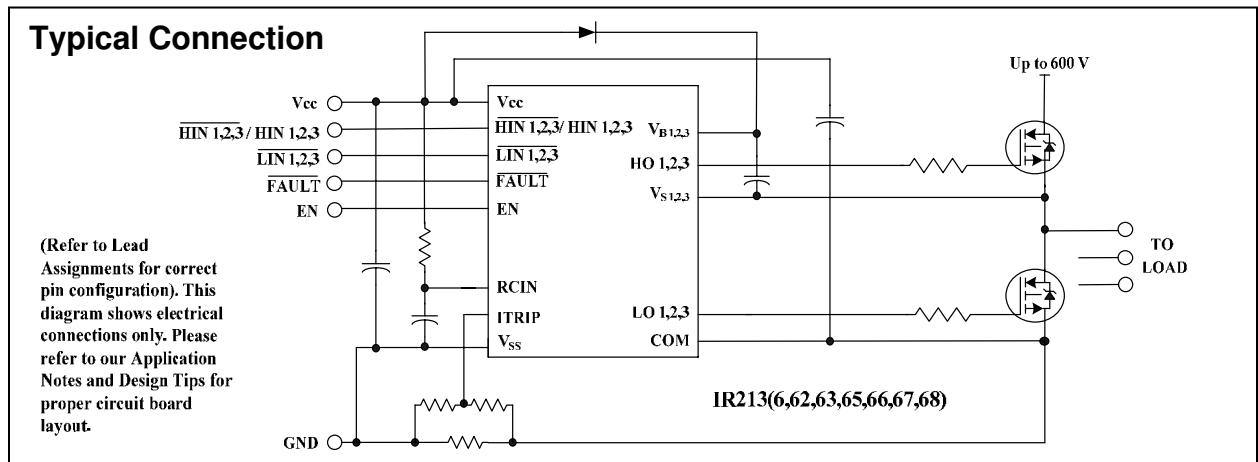 Typical Connection
Up to 600 V
Vcc
Vcc
HIN 1,2,3 / HIN 1,2,3
HIN 1,2,3 / HIN 1,2,3
VB 1,2,3
LIN 1,2,3
LIN 1,2,3
HO 1,2,3
FAULT
FAULT
VS 1,2,3
EN
EN
(Refer to Lead
Assignments for correct
pin configuration). This
diagram shows electrical
connections only. Please
refer to our Application
Notes and Design Tips for
proper circuit board
layout.
TO
LOAD
RCIN
ITRIP
LO 1,2,3
VSS
COM
IR213(6,62,63,65,66,67,68)
GND